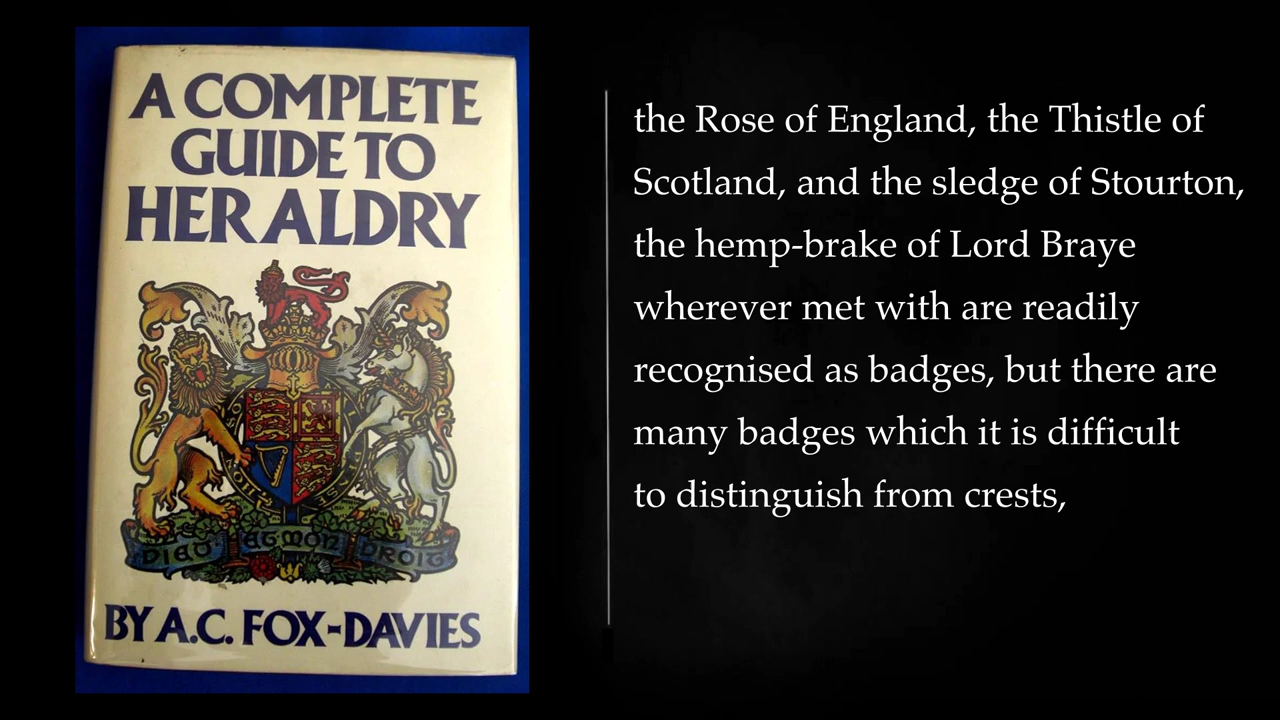 A COMPLETE
GUIDE TO
HERALDRY
DIEU ET MON DROIT
BY A.C. FOX-DAVIES
the Rose of England, the Thistle of
Scotland, and the sledge of Stourton,
the hemp-brake of Lord Braye
wherever met with are readily
recognised as badges, but there are
many badges which it is difficult
to distinguish from crests,